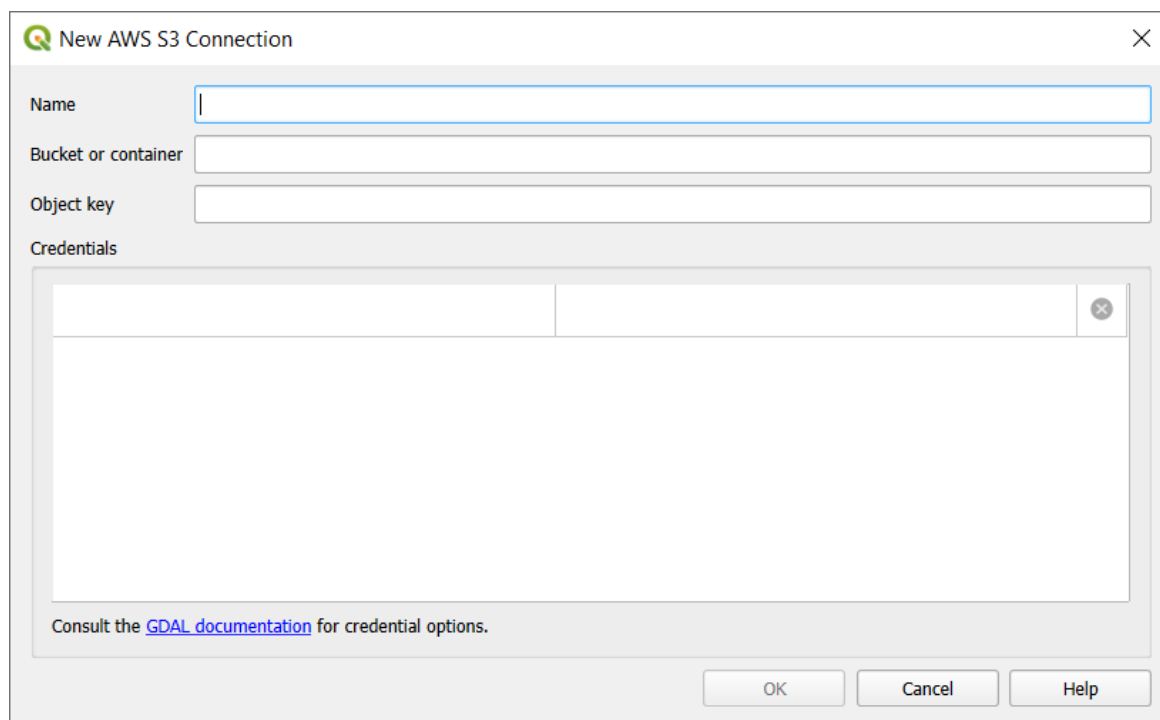 New AWS S3 Connection
Name
Bucket or container
Object key
Credentials
Consult the GDAL documentation for credential options.
OK Cancel Help